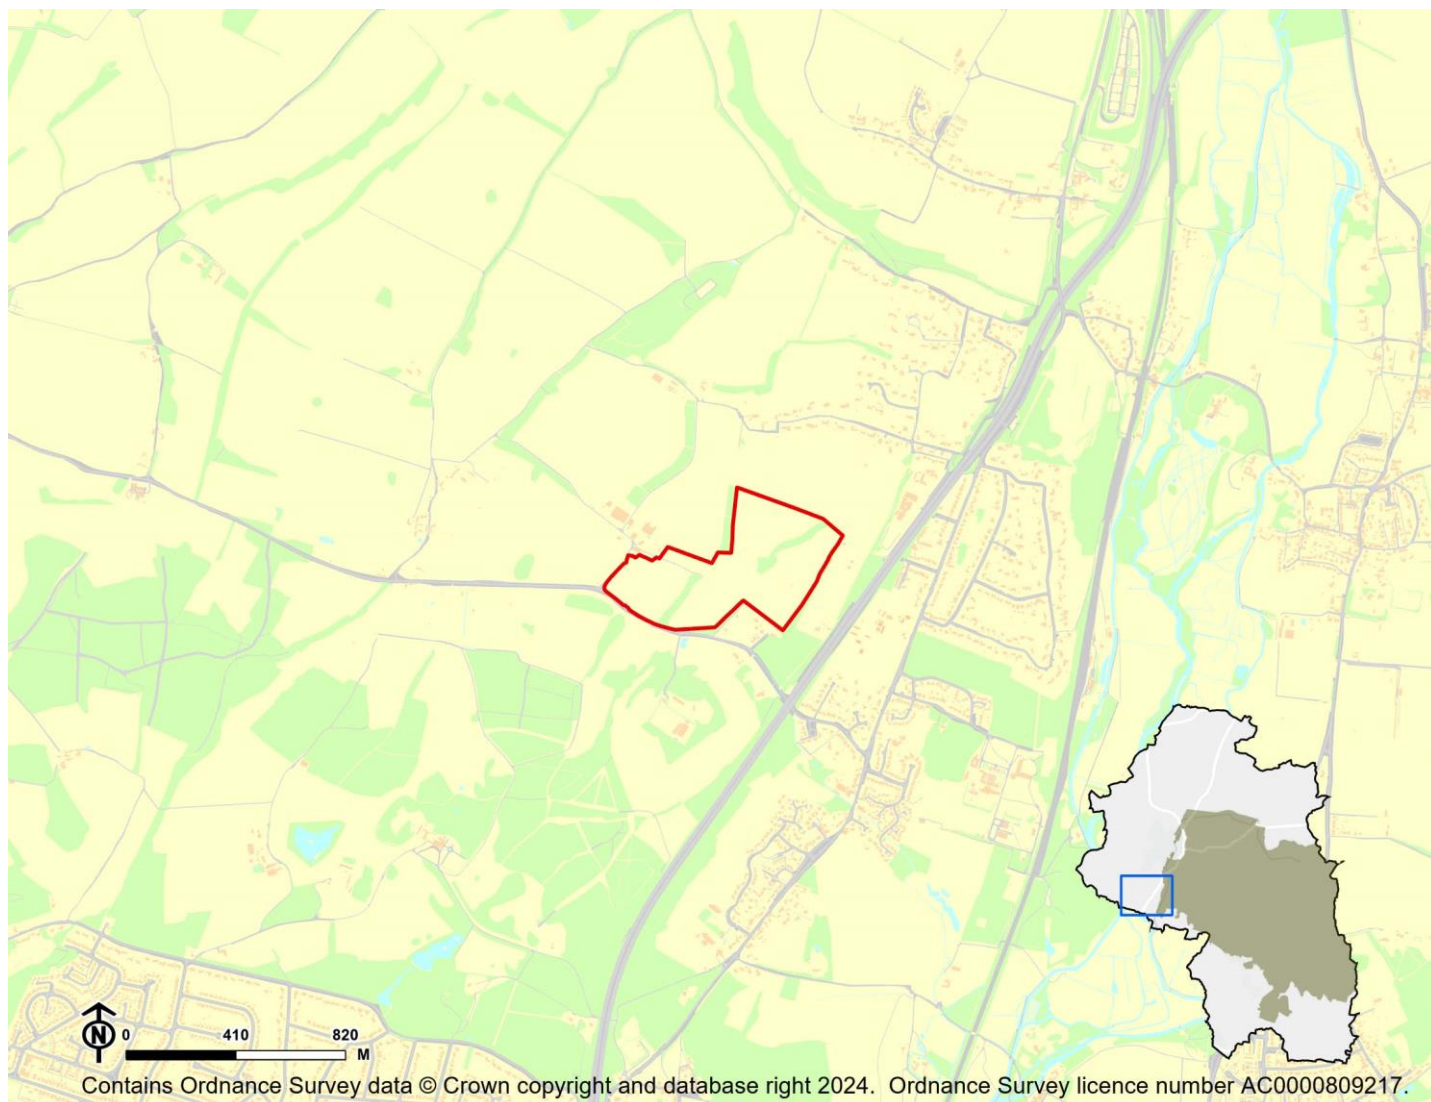 N 0 410 820
M
Contains Ordnance Survey data © Crown copyright and database right 2024. Ordnance Survey licence number AC0000809217.